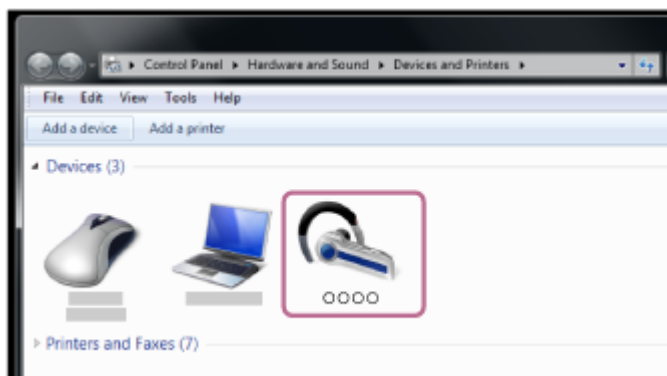 Control Panel ▸ Hardware and Sound ▸ Devices and Printers ▸
File Edit View Tools Help
Add a device Add a printer
Devices (3)
○○○○
Printers and Faxes (7)